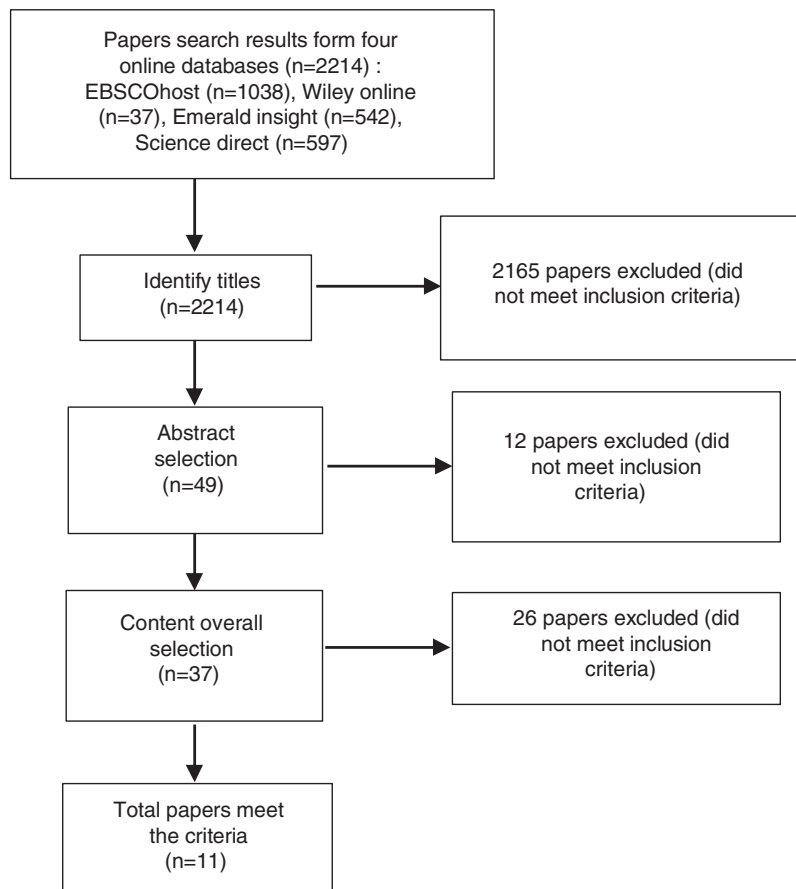 Papers search results form four
online databases (n=2214) :
EBSCOhost (n=1038), Wiley online
(n=37), Emerald insight (n=542),
Science direct (n=597)
Identify titles
(n=2214)
2165 papers excluded (did
not meet inclusion criteria)
Abstract
selection
(n=49)
12 papers excluded (did
not meet inclusion
criteria)
Content overall
selection
(n=37)
26 papers excluded (did
not meet inclusion
criteria)
Total papers meet
the criteria
(n=11)